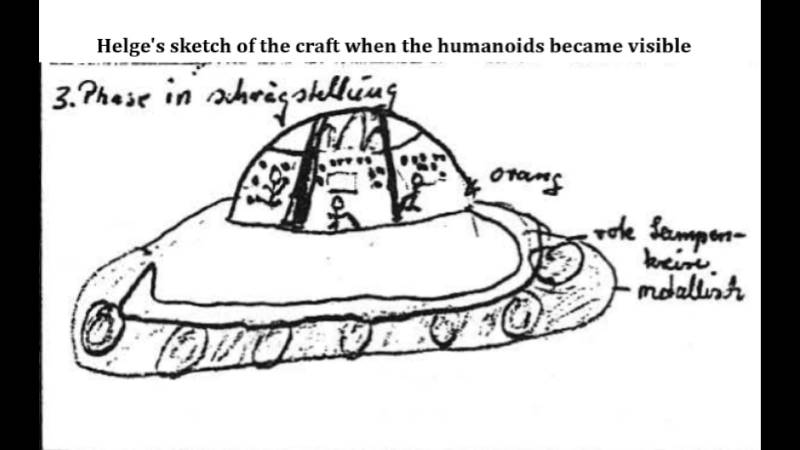 Helge's sketch of the craft when the humanoids became visible
3. Phase in schrägstellung
orang
rote Lampen-
kreise
metallisch